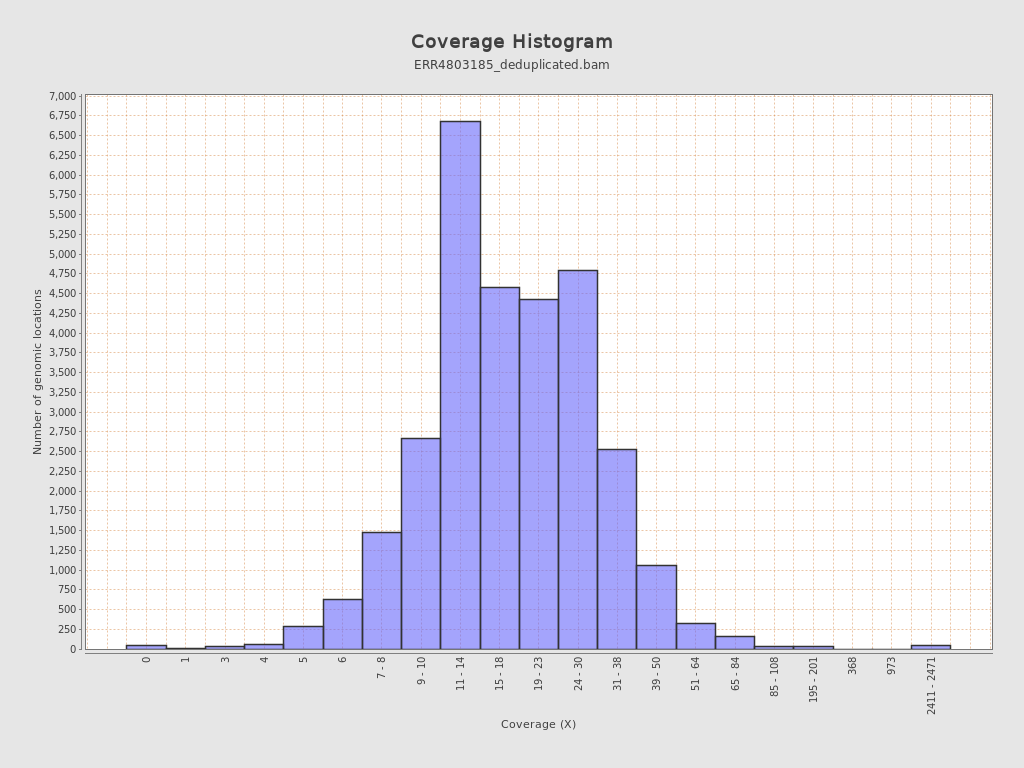 Coverage Histogram
ERR4803185_deduplicated.bam
Number of genomic locations
7,000
6,750
6,500
6,250
6,000
5,750
5,500
5,250
5,000
4,750
4,500
4,250
4,000
3,750
3,500
3,250
3,000
2,750
2,500
2,250
2,000
1,750
1,500
1,250
1,000
750
500
250
0
0
1
3
4
5
6
7 - 8
9 - 10
11 - 14
15 - 18
19 - 23
24 - 30
31 - 38
39 - 50
51 - 64
65 - 84
85 - 108
195 - 201
368
973
2411 - 2471
Coverage (X)